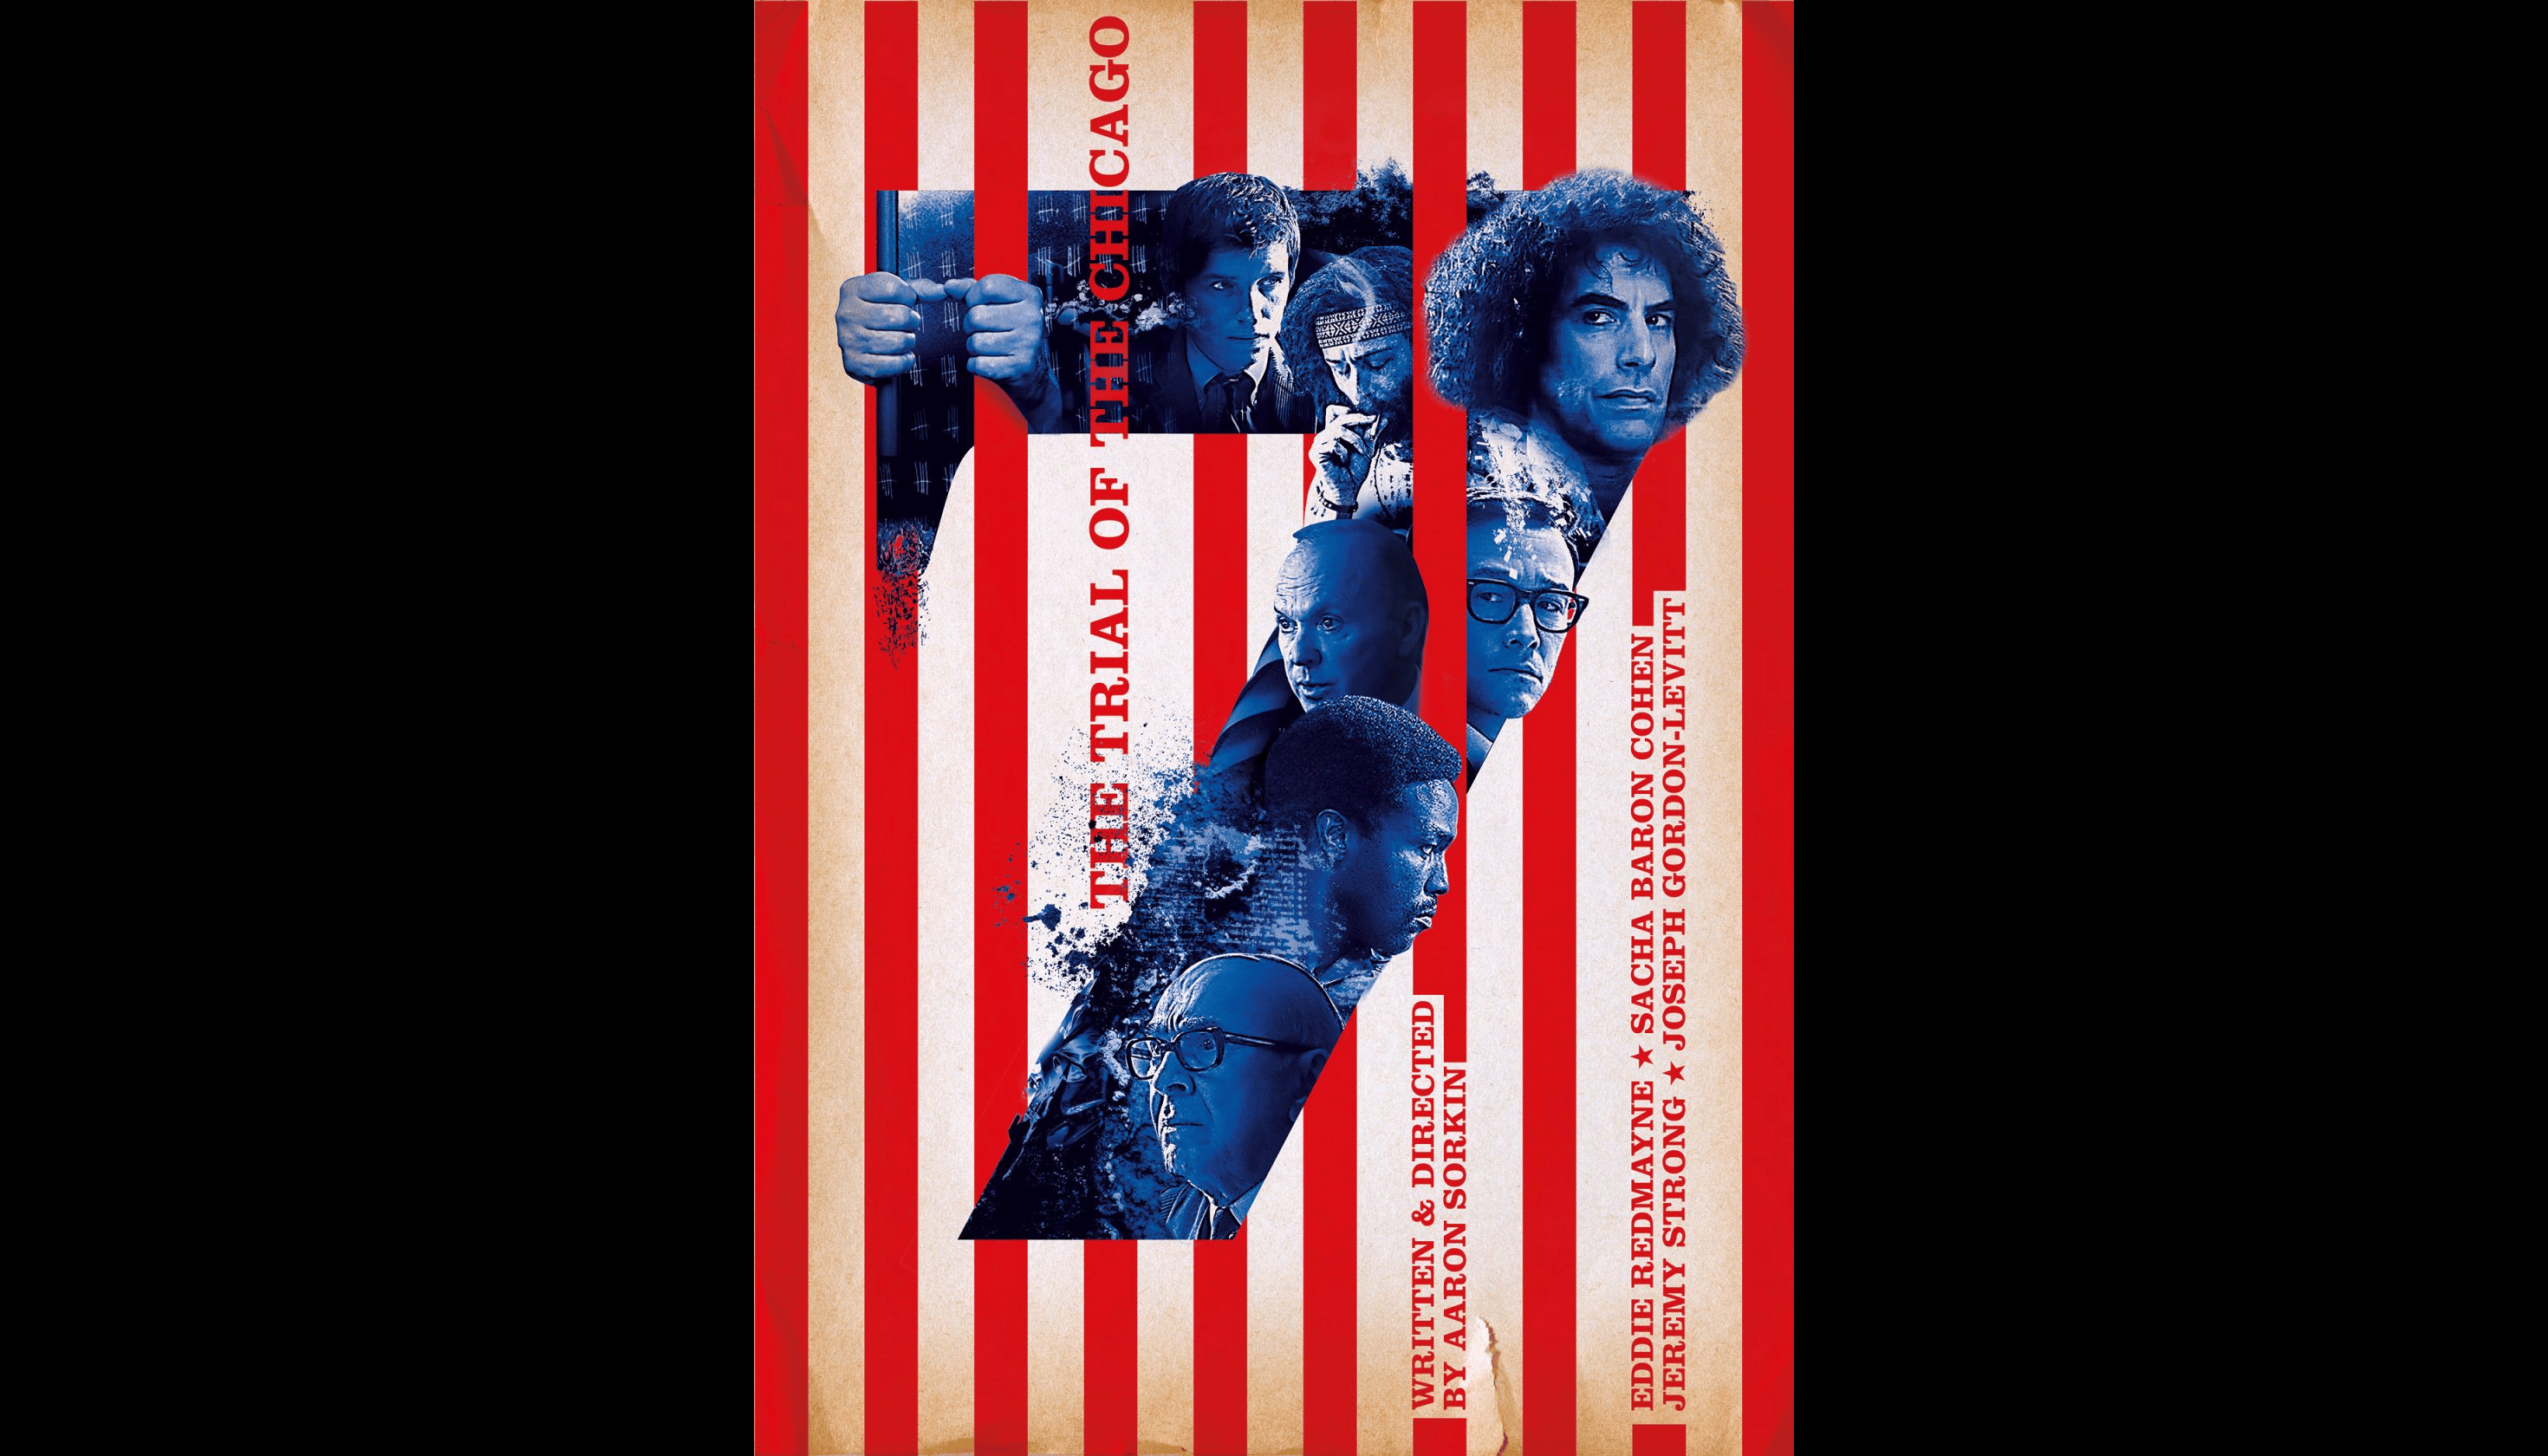 THE TRIAL OF THE CHICAGO
7
WRITTEN & DIRECTED
BY AARON SORKIN
EDDIE REDMAYNE ★ SACHA BARON COHEN
JEREMY STRONG ★ JOSEPH GORDON-LEVITT